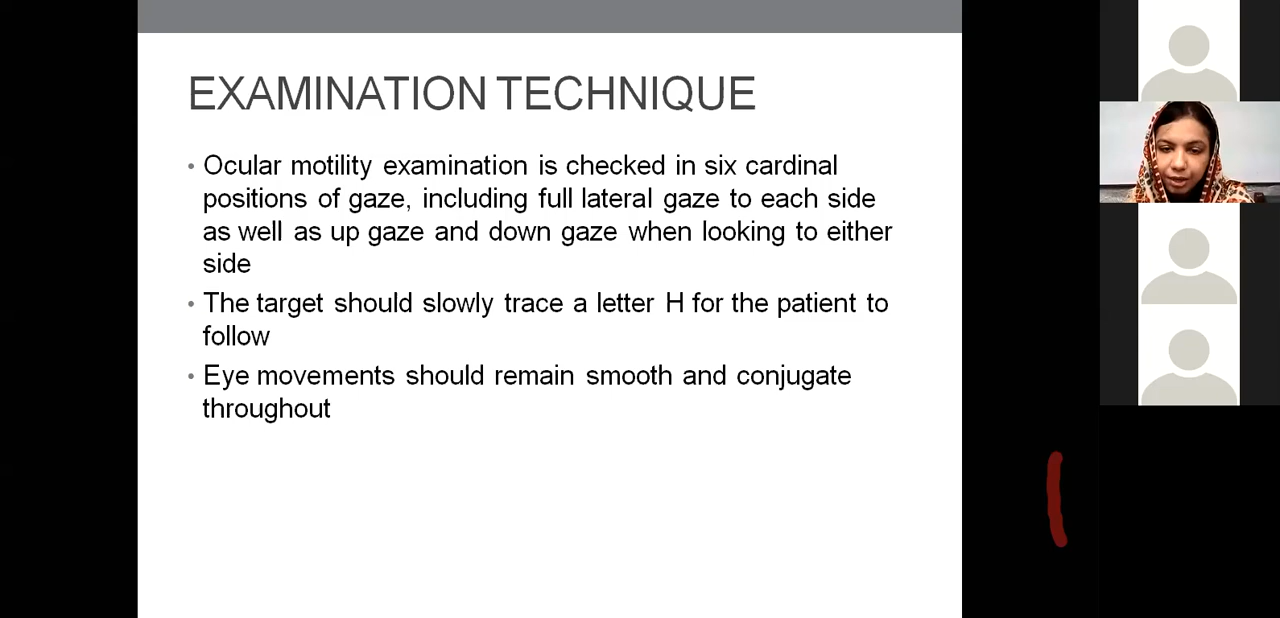 EXAMINATION TECHNIQUE
• Ocular motility examination is checked in six cardinal
positions of gaze, including full lateral gaze to each side
as well as up gaze and down gaze when looking to either
side
• The target should slowly trace a letter H for the patient to
follow
• Eye movements should remain smooth and conjugate
throughout